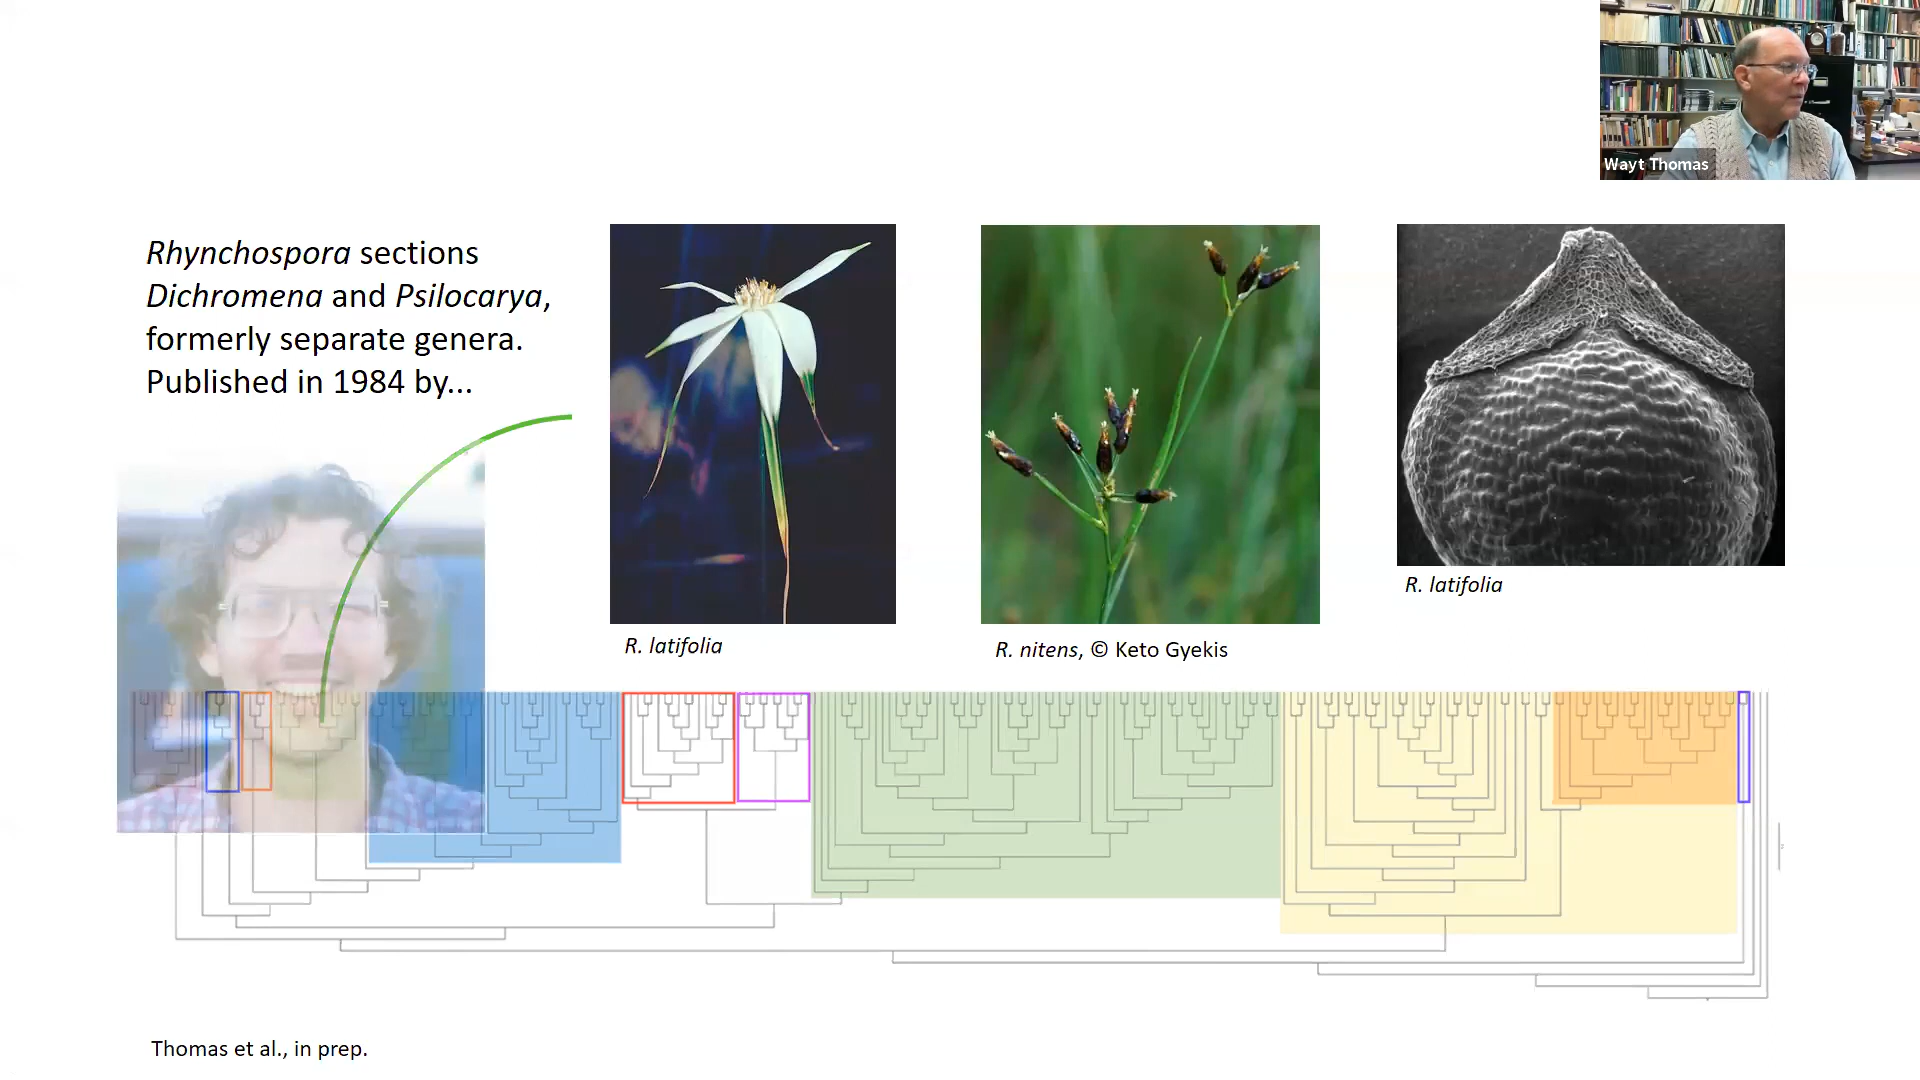 Wayt Thomas
Rhynchospora sections
Dichromena and Psilocarya,
formerly separate genera.
Published in 1984 by...
R. latifolia
R. nitens, © Keto Gyekis
R. latifolia
Thomas et al., in prep.